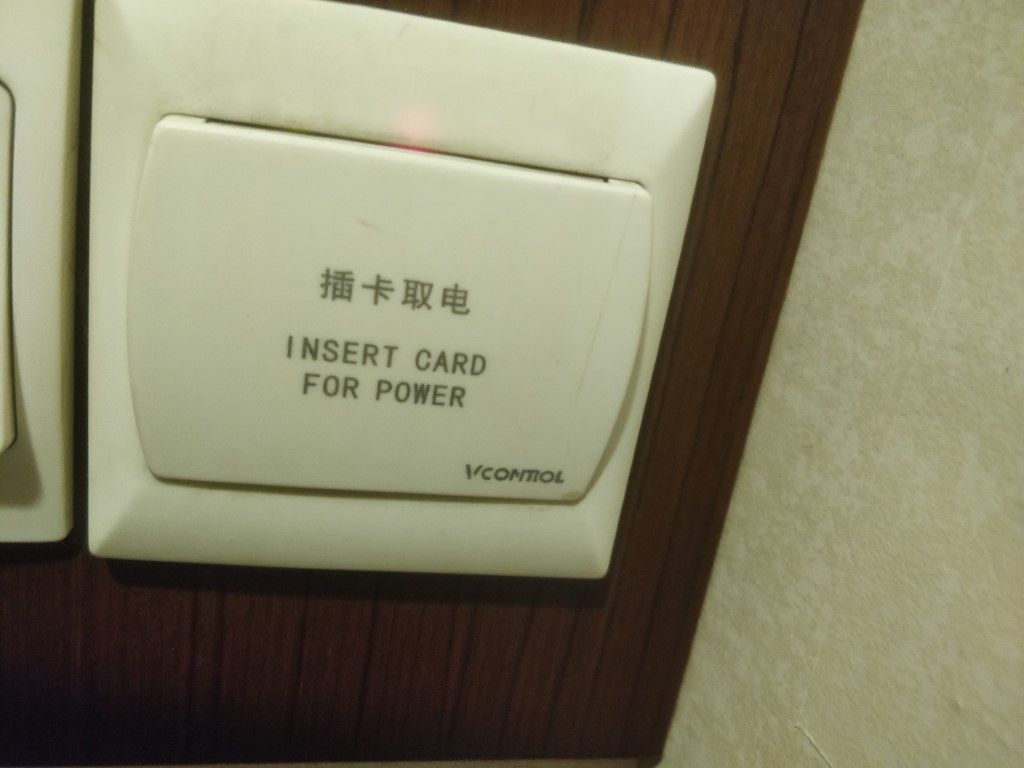 插卡取电
INSERT CARD
FOR POWER
VCONTROL